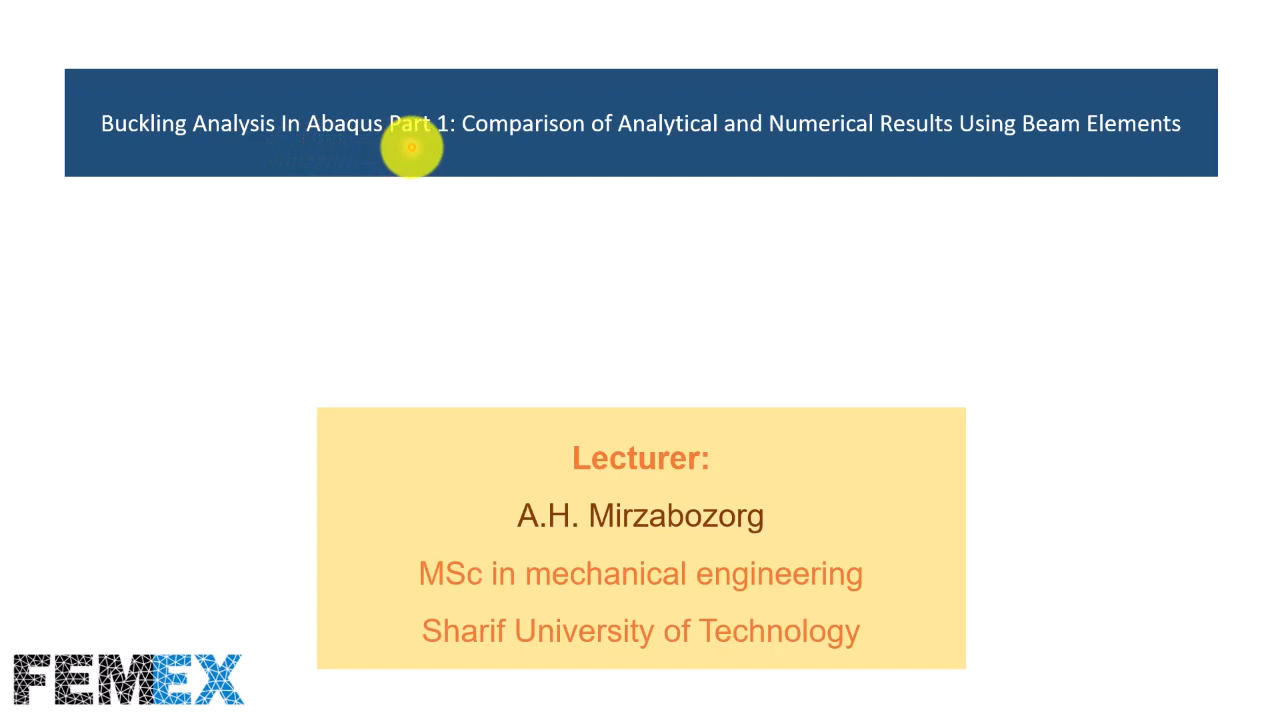 Buckling Analysis In Abaqus Part 1: Comparison of Analytical and Numerical Results Using Beam Elements
Lecturer:
A.H. Mirzabozorg
MSc in mechanical engineering
Sharif University of Technology
FEMEX